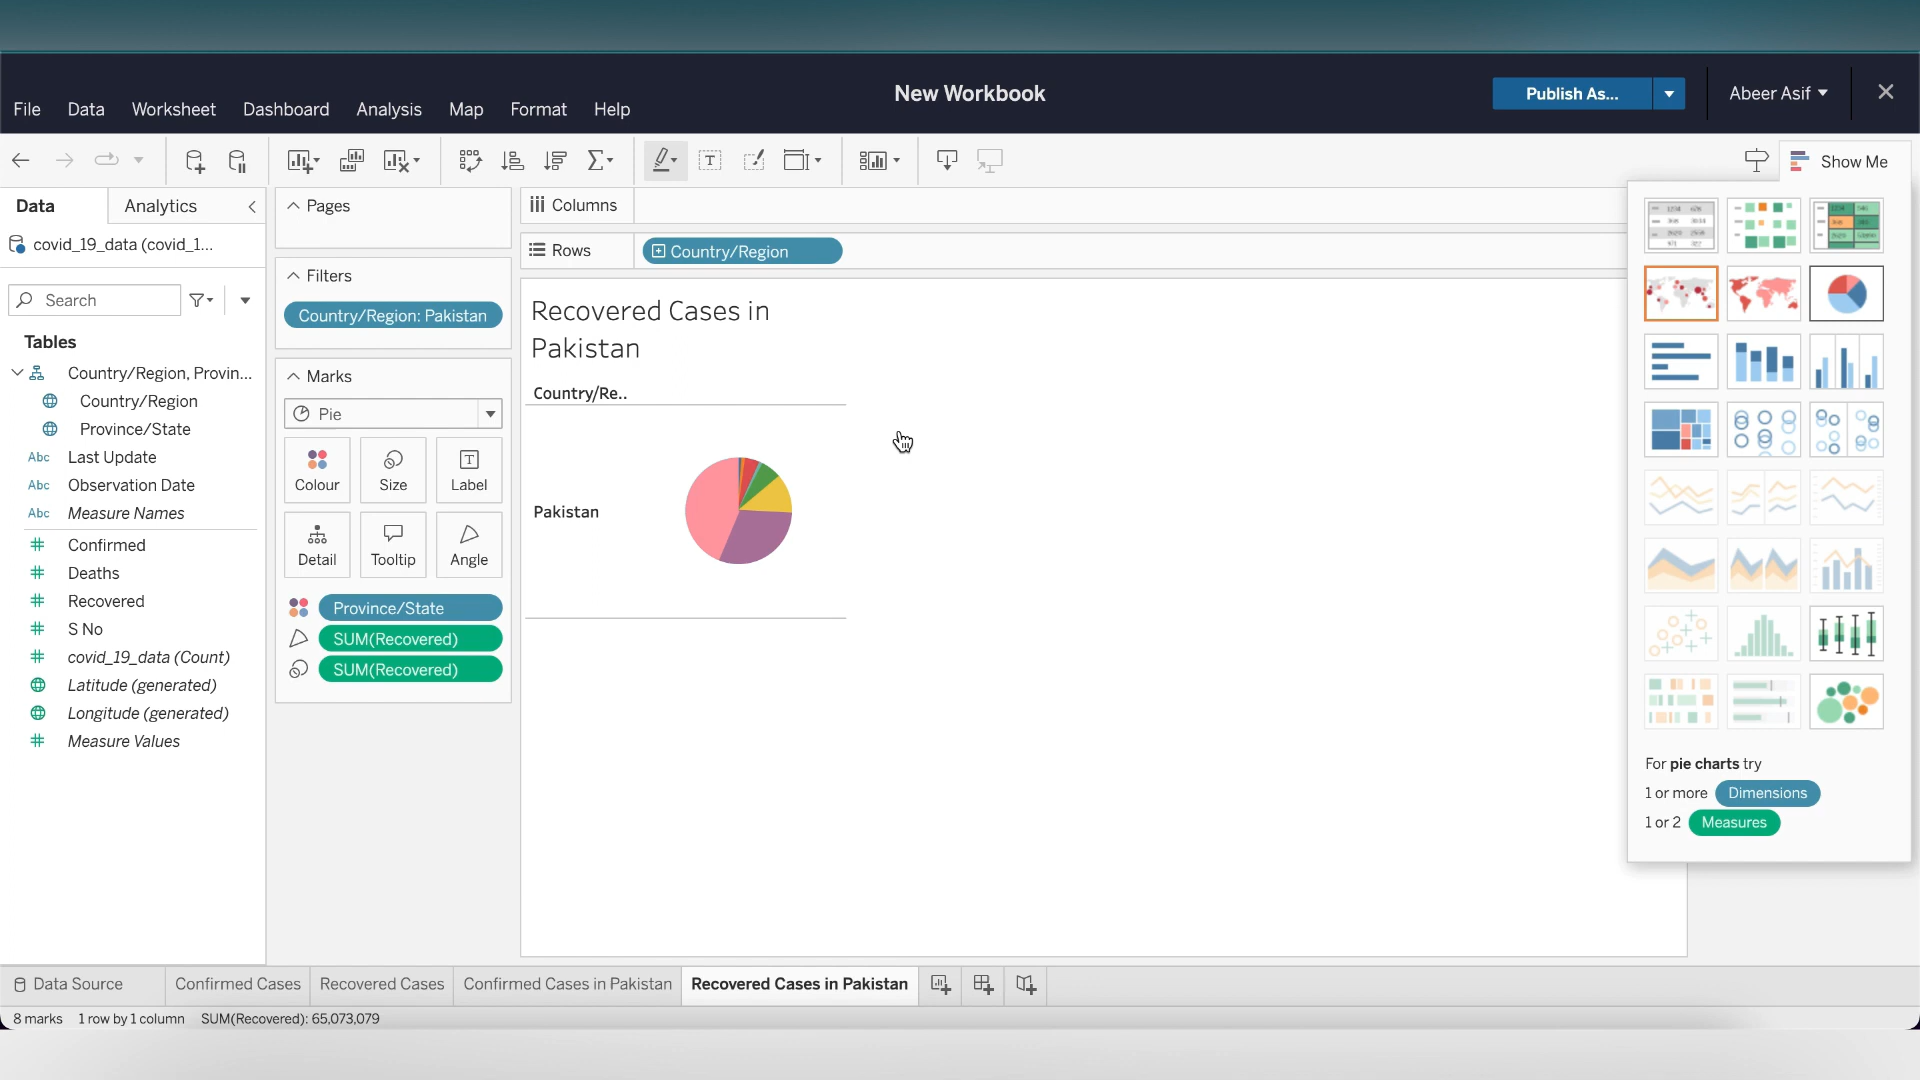 New Workbook
Publish As...
Abeer Asif
File Data Worksheet Dashboard Analysis Map Format Help
Show Me
Data
Analytics
covid_19_data (covid_1...
Search
Tables
Country/Region, Provin...
Country/Region
Province/State
Abc Last Update
Abc Observation Date
Abc Measure Names
Confirmed
Deaths
Recovered
S No
covid_19_data (Count)
Latitude (generated)
Longitude (generated)
Measure Values
Pages
Filters
Country/Region: Pakistan
Marks
Pie
Colour Size Label
Detail Tooltip Angle
Province/State
SUM(Recovered)
SUM(Recovered)
Columns
Rows
Country/Region
Recovered Cases in
Pakistan
Country/Re..
Pakistan
For pie charts try
1 or more Dimensions
1 or 2 Measures
Data Source
Confirmed Cases
Recovered Cases
Confirmed Cases in Pakistan
Recovered Cases in Pakistan
8 marks 1 row by 1 column SUM(Recovered): 65,073,079